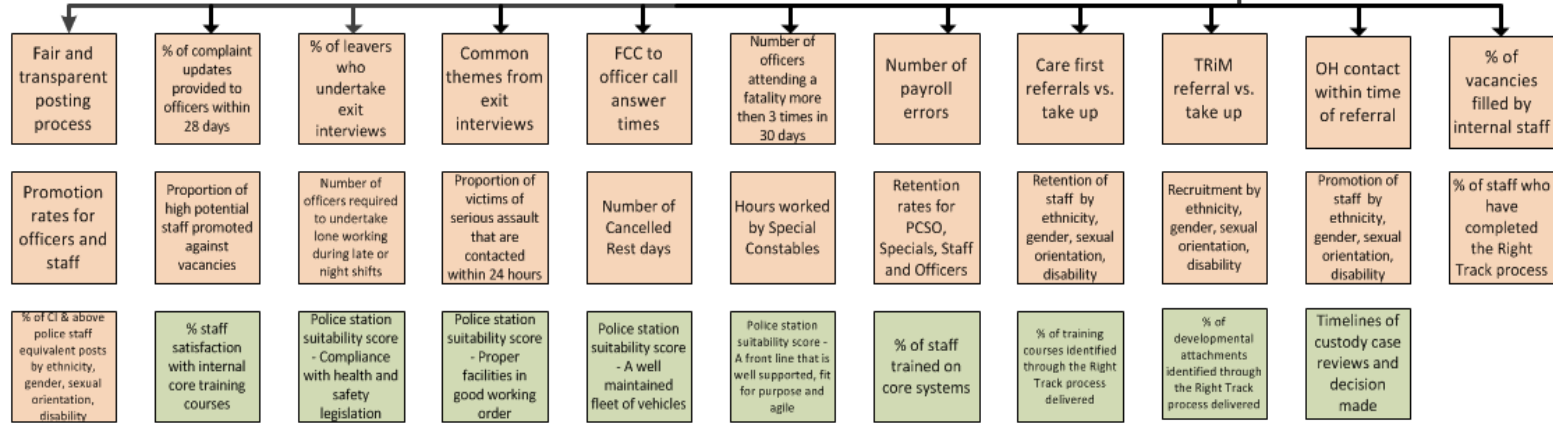 Fair and
transparent
posting
process
% of complaint
updates
provided to
officers within
28 days
% of leavers
who
undertake
exit
interviews
Common
themes from
exit
interviews
FCC to
officer call
answer
times
Number of
officers
attending a
fatality more
then 3 times in
30 days
Number of
payroll
errors
Care first
referrals vs.
take up
TRiM
referral vs.
take up
OH contact
within time
of referral
% of
vacancies
filled by
internal staff
Promotion
rates for
officers and
staff
Proportion of
high potential
staff promoted
against
vacancies
Number of
officers required
to undertake
lone working
during late or
night shifts
Proportion of
victims of
serious assault
that are
contacted
within 24 hours
Number of
Cancelled
Rest days
Hours worked
by Special
Constables
Retention
rates for
PCSO,
Specials, Staff
and Officers
Retention of
staff by
ethnicity,
gender, sexual
orientation,
disability
Recruitment by
ethnicity,
gender, sexual
orientation,
disability
Promotion of
staff by
ethnicity,
gender, sexual
orientation,
disability
% of staff who
have
completed
the Right
Track process
% of CI & above
police staff
equivalent posts
by ethnicity,
gender, sexual
orientation,
disability
% staff
satisfaction
with internal
core training
courses
Police station
suitability score
- Compliance
with health and
safety
legislation
Police station
suitability score
- Proper
facilities in
good working
order
Police station
suitability score
- A well
maintained
fleet of vehicles
Police station
suitability score -
A front line that is
well supported, fit
for purpose and
agile
% of staff
trained on
core systems
% of training
courses identified
through the Right
Track process
delivered
% of
developmental
attachments
identified through
the Right Track
process delivered
Timelines of
custody case
reviews and
decision
made